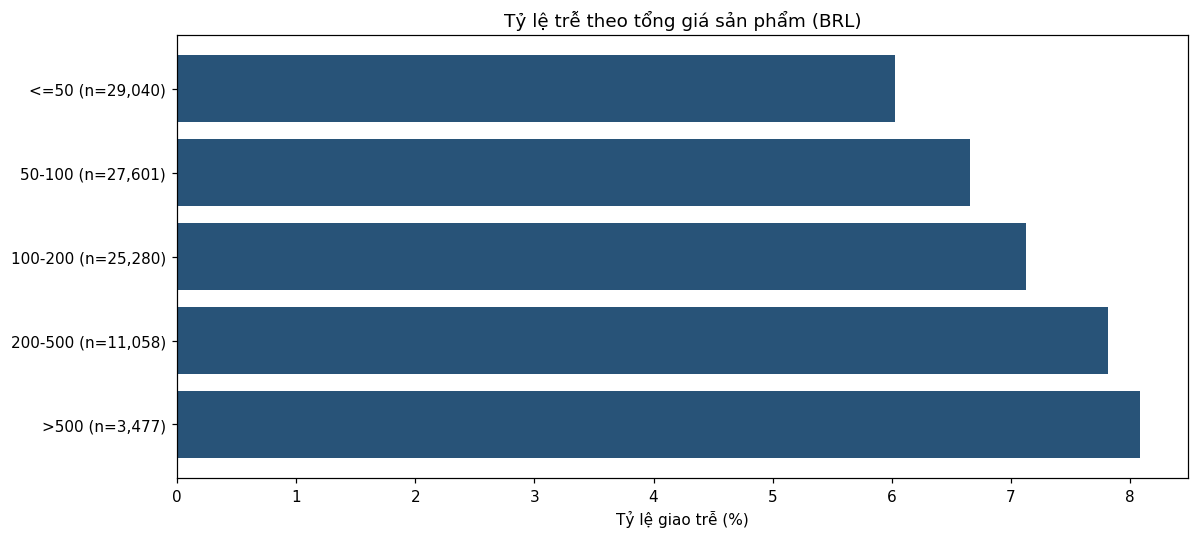 Tỷ lệ trễ theo tổng giá sản phẩm (BRL)
<=50 (n=29,040)
50-100 (n=27,601)
100-200 (n=25,280)
200-500 (n=11,058)
>500 (n=3,477)
0 1 2 3 4 5 6 7 8
Tỷ lệ giao trễ (%)